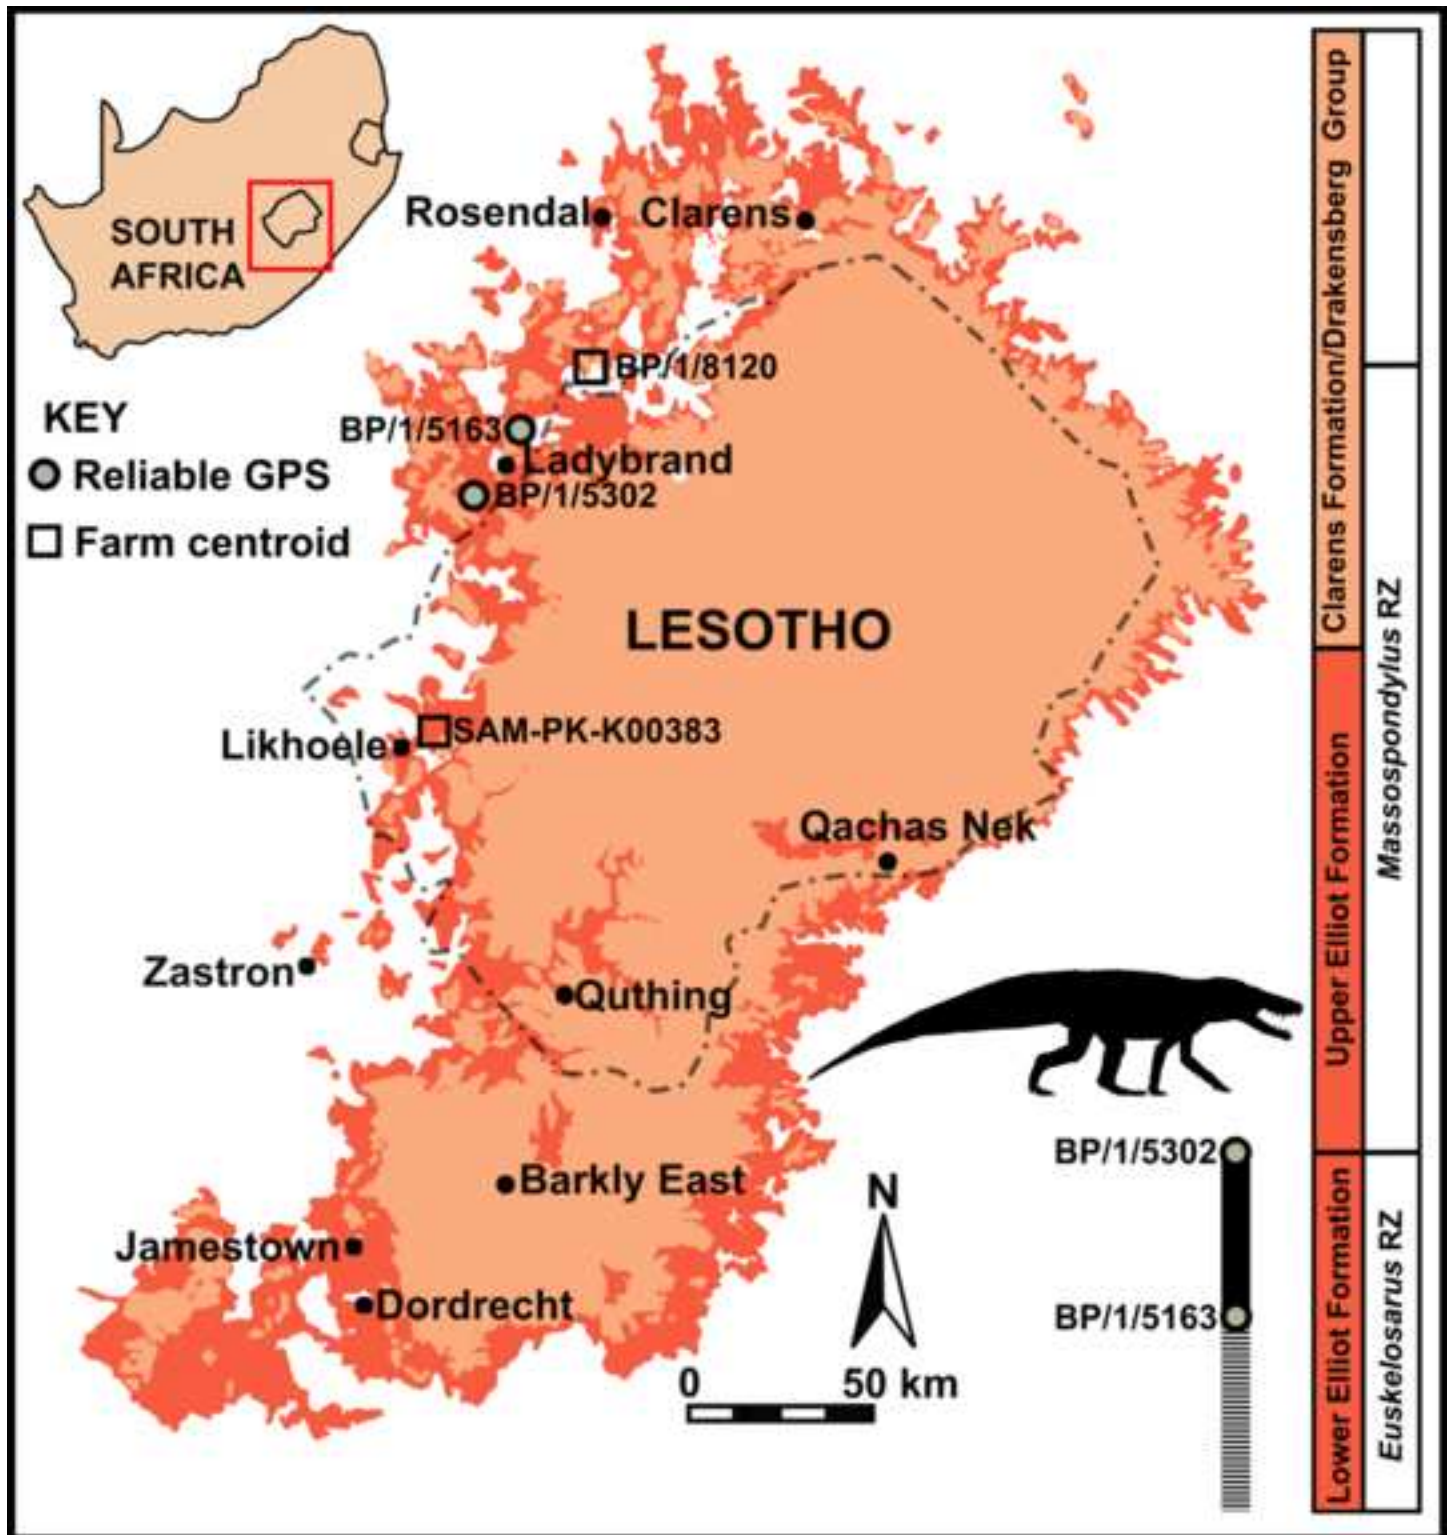 SOUTH
AFRICA
Rosendal
Clarens
BP/1/8120
KEY
BP/1/5163
Reliable GPS
Ladybrand
BP/1/5302
Farm centroid
LESOTHO
SAM-PK-K00383
Likhoele
Qachas Nek
Zastron
Quthing
Barkly East
Jamestown
Dordrecht
N
0 50 km
BP/1/5302
BP/1/5163
Clarens Formation/Drakensberg Group
Upper Elliot Formation
Lower Elliot Formation
Massospondylus RZ
Euskelosarus RZ